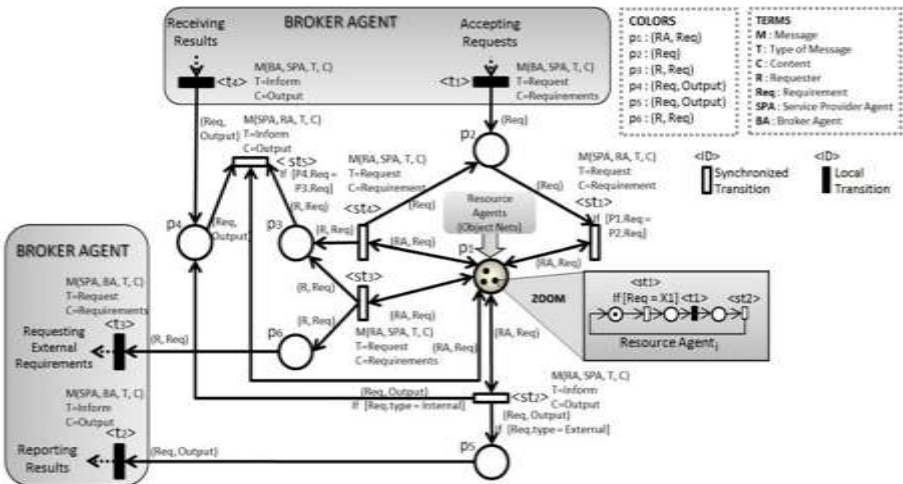 BROKER AGENT
Receiving
Results
Accepting
Requests
M(BA, SPA, T, C)
T=Inform
C=Output
<t4>
M(BA, SPA, T, C)
T=Request
C=Requirements
<t1>
COLORS
p1 : (RA, Req)
p2 : (Req)
p3 : (R, Req)
p4 : (Req, Output)
p5 : (Req, Output)
p6 : (R, Req)
TERMS
M : Message
T : Type of Message
C : Content
R : Requester
Req : Requirement
SPA : Service Provider Agent
BA : Broker Agent
<ID>
Synchronized
Transition
<ID>
Local
Transition
(Req,
Output)
M(SPA, RA, T, C)
T=Inform
C=Output
<st5>
If [P4.Req =
P3.Req]
(Req)
p2
M(RA, SPA, T, C)
T=Request
C=Requirement
<st4>
(Req)
(Req)
M(SPA, RA, T, C)
T=Request
C=Requirement
<st1>
If [P1.Req =
P2.Req]
Resource
Agents
(Object Nets)
p4
(Req,
Output)
(R, Req)
p3
(R, Req)
(RA, Req)
p1
(RA, Req)
BROKER AGENT
M(SPA, BA, T, C)
T=Request
C=Requirements
<t3>
Requesting
External
Requirements
(R, Req)
(R, Req)
<st3>
(R, Req)
p6
(RA, Req)
M(RA, SPA, T, C)
T=Request
C=Requirements
(RA, Req)
(RA, Req)
ZOOM
<st1>
If [Req = X1]
<t1>
<st2>
Resource Agenti
M(SPA, BA, T, C)
T=Inform
C=Output
<t2>
Reporting
Results
(Req, Output)
(Req, Output)
If [Req.type = Internal]
M(RA, SPA, T, C)
T=Inform
C=Output
<st2>
(Req, Output)
If [Req.type = External]
p5